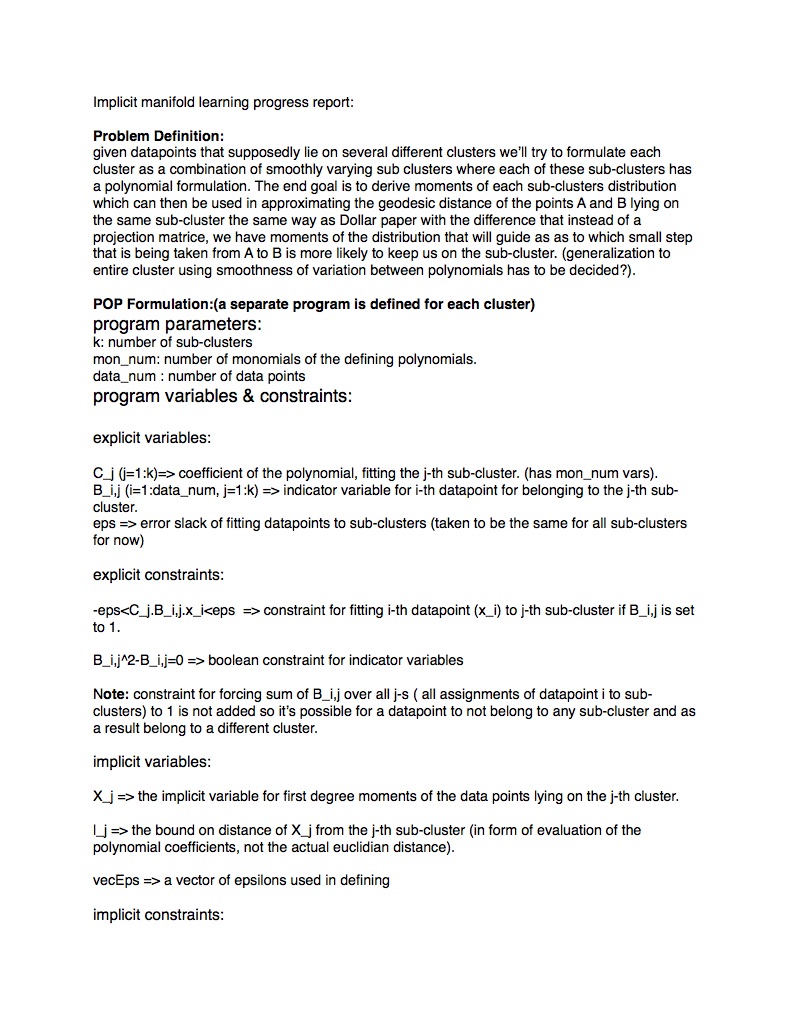 Implicit manifold learning progress report:
Problem Definition:
given datapoints that supposedly lie on several different clusters we'll try to formulate each
cluster as a combination of smoothly varying sub clusters where each of these sub-clusters has
a polynomial formulation. The end goal is to derive moments of each sub-clusters distribution
which can then be used in approximating the geodesic distance of the points A and B lying on
the same sub-cluster the same way as Dollar paper with the difference that instead of a
projection matrice, we have moments of the distribution that will guide as as to which small step
that is being taken from A to B is more likely to keep us on the sub-cluster. (generalization to
entire cluster using smoothness of variation between polynomials has to be decided?).
POP Formulation:(a separate program is defined for each cluster)
program parameters:
k: number of sub-clusters
mon_num: number of monomials of the defining polynomials.
data_num : number of data points
program variables & constraints:
explicit variables:
C_j (j=1:k)=> coefficient of the polynomial, fitting the j-th sub-cluster. (has mon_num vars).
B_i,j (i=1:data_num, j=1:k) => indicator variable for i-th datapoint for belonging to the j-th sub-
cluster.
eps => error slack of fitting datapoints to sub-clusters (taken to be the same for all sub-clusters
for now)
explicit constraints:
-eps<C_j.B_i,j.x_i<eps  => constraint for fitting i-th datapoint (x_i) to j-th sub-cluster if B_i,j is set
to 1.
B_i,j^2-B_i,j=0 => boolean constraint for indicator variables
Note: constraint for forcing sum of B_i,j over all j-s ( all assignments of datapoint i to sub-
clusters) to 1 is not added so it's possible for a datapoint to not belong to any sub-cluster and as
a result belong to a different cluster.
implicit variables:
X_j => the implicit variable for first degree moments of the data points lying on the j-th cluster.
l_j => the bound on distance of X_j from the j-th sub-cluster (in form of evaluation of the
polynomial coefficients, not the actual euclidian distance).
vecEps => a vector of epsilons used in defining
implicit constraints: